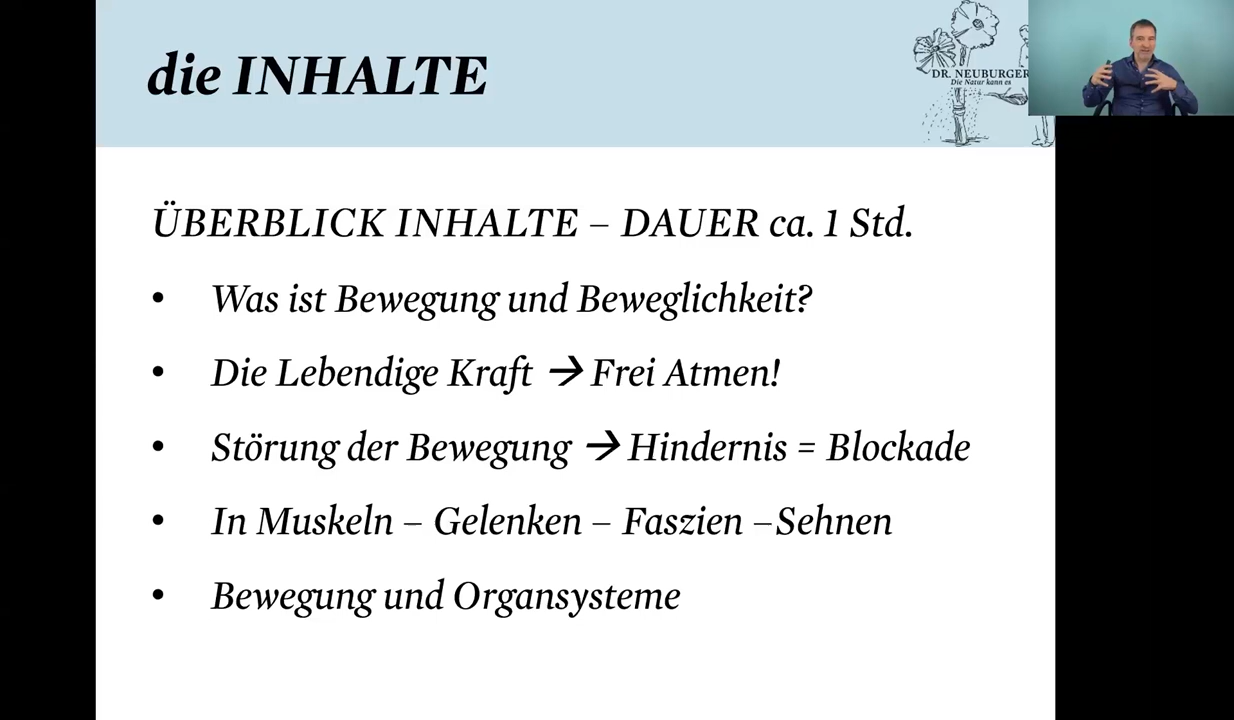 die INHALTE
DR. NEUBURGER
Die Natur kann es
ÜBERBLICK INHALTE – DAUER ca. 1 Std.
• Was ist Bewegung und Beweglichkeit?
• Die Lebendige Kraft → Frei Atmen!
• Störung der Bewegung → Hindernis = Blockade
• In Muskeln – Gelenken – Faszien –Sehnen
• Bewegung und Organsysteme